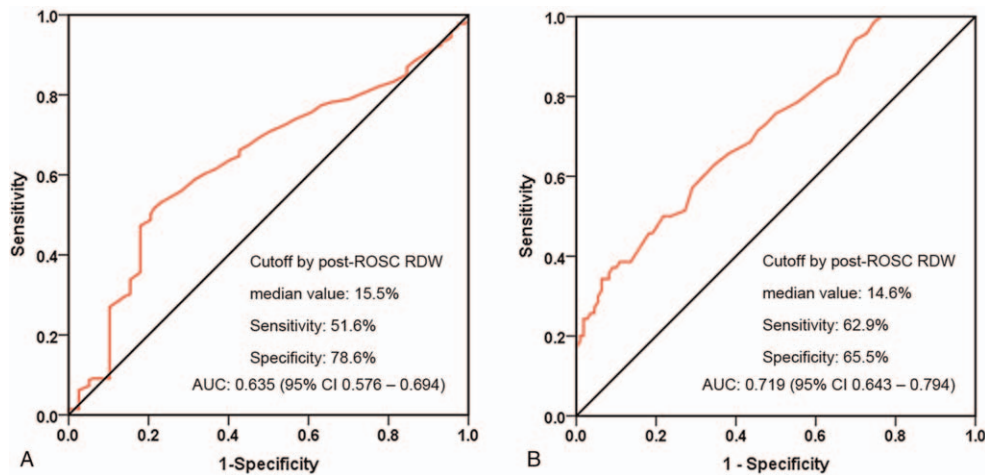 1.0
0.8
0.6
0.4
0.2
0.0
Sensitivity
Cutoff by post-ROSC RDW
median value: 15.5%
Sensitivity: 51.6%
Specificity: 78.6%
AUC: 0.635 (95% CI 0.576 – 0.694)
0.0 0.2 0.4 0.6 0.8 1.0
1-Specificity
A
1.0
0.8
0.6
0.4
0.2
0.0
Sensitivity
Cutoff by post-ROSC RDW
median value: 14.6%
Sensitivity: 62.9%
Specificity: 65.5%
AUC: 0.719 (95% CI 0.643 – 0.794)
0.0 0.2 0.4 0.6 0.8 1.0
1 - Specificity
B